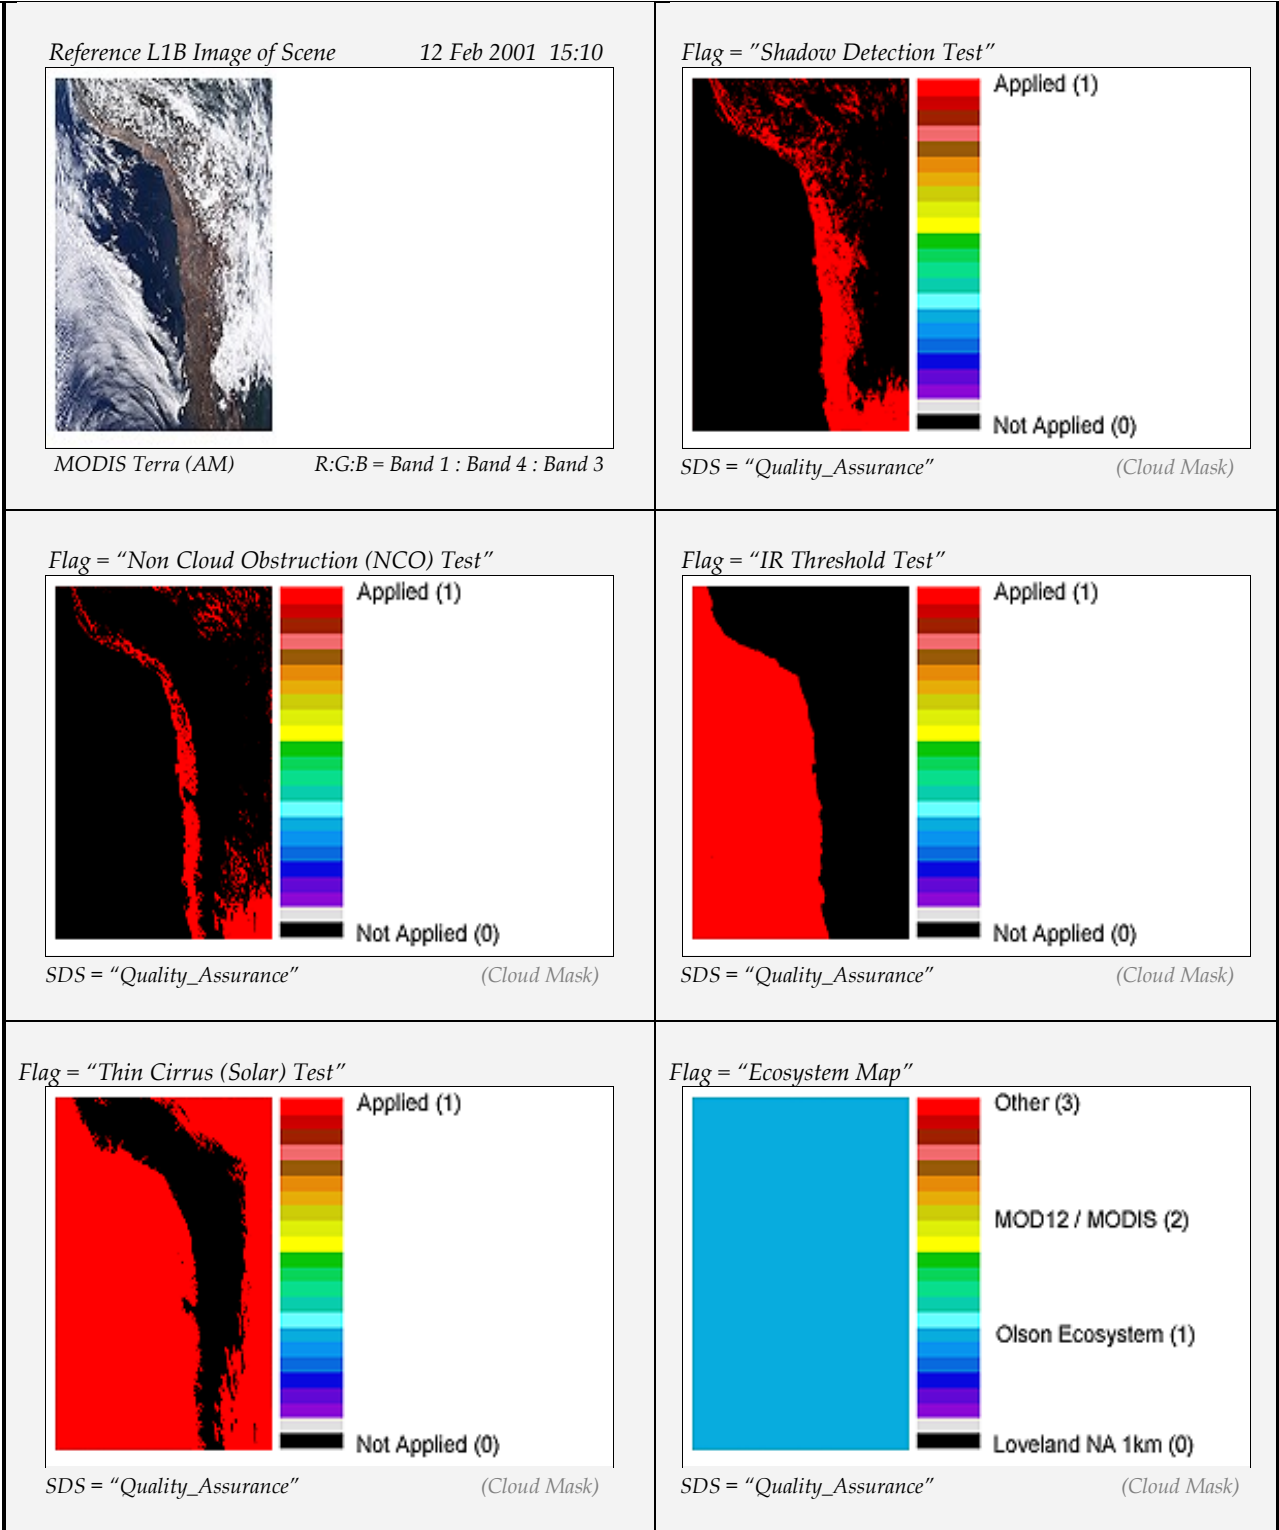 Reference L1B Image of Scene 12 Feb 2001 15:10
MODIS Terra (AM) R:G:B = Band 1 : Band 4 : Band 3
Flag = ”Shadow Detection Test”
Applied (1)
Not Applied (0)
SDS = “Quality_Assurance” (Cloud Mask)
Flag = “Non Cloud Obstruction (NCO) Test”
Applied (1)
Not Applied (0)
SDS = “Quality_Assurance” (Cloud Mask)
Flag = “IR Threshold Test”
Applied (1)
Not Applied (0)
SDS = “Quality_Assurance” (Cloud Mask)
Flag = “Thin Cirrus (Solar) Test”
Applied (1)
Not Applied (0)
SDS = “Quality_Assurance” (Cloud Mask)
Flag = “Ecosystem Map”
Other (3)
MOD12 / MODIS (2)
Olson Ecosystem (1)
Loveland NA 1km (0)
SDS = “Quality_Assurance” (Cloud Mask)